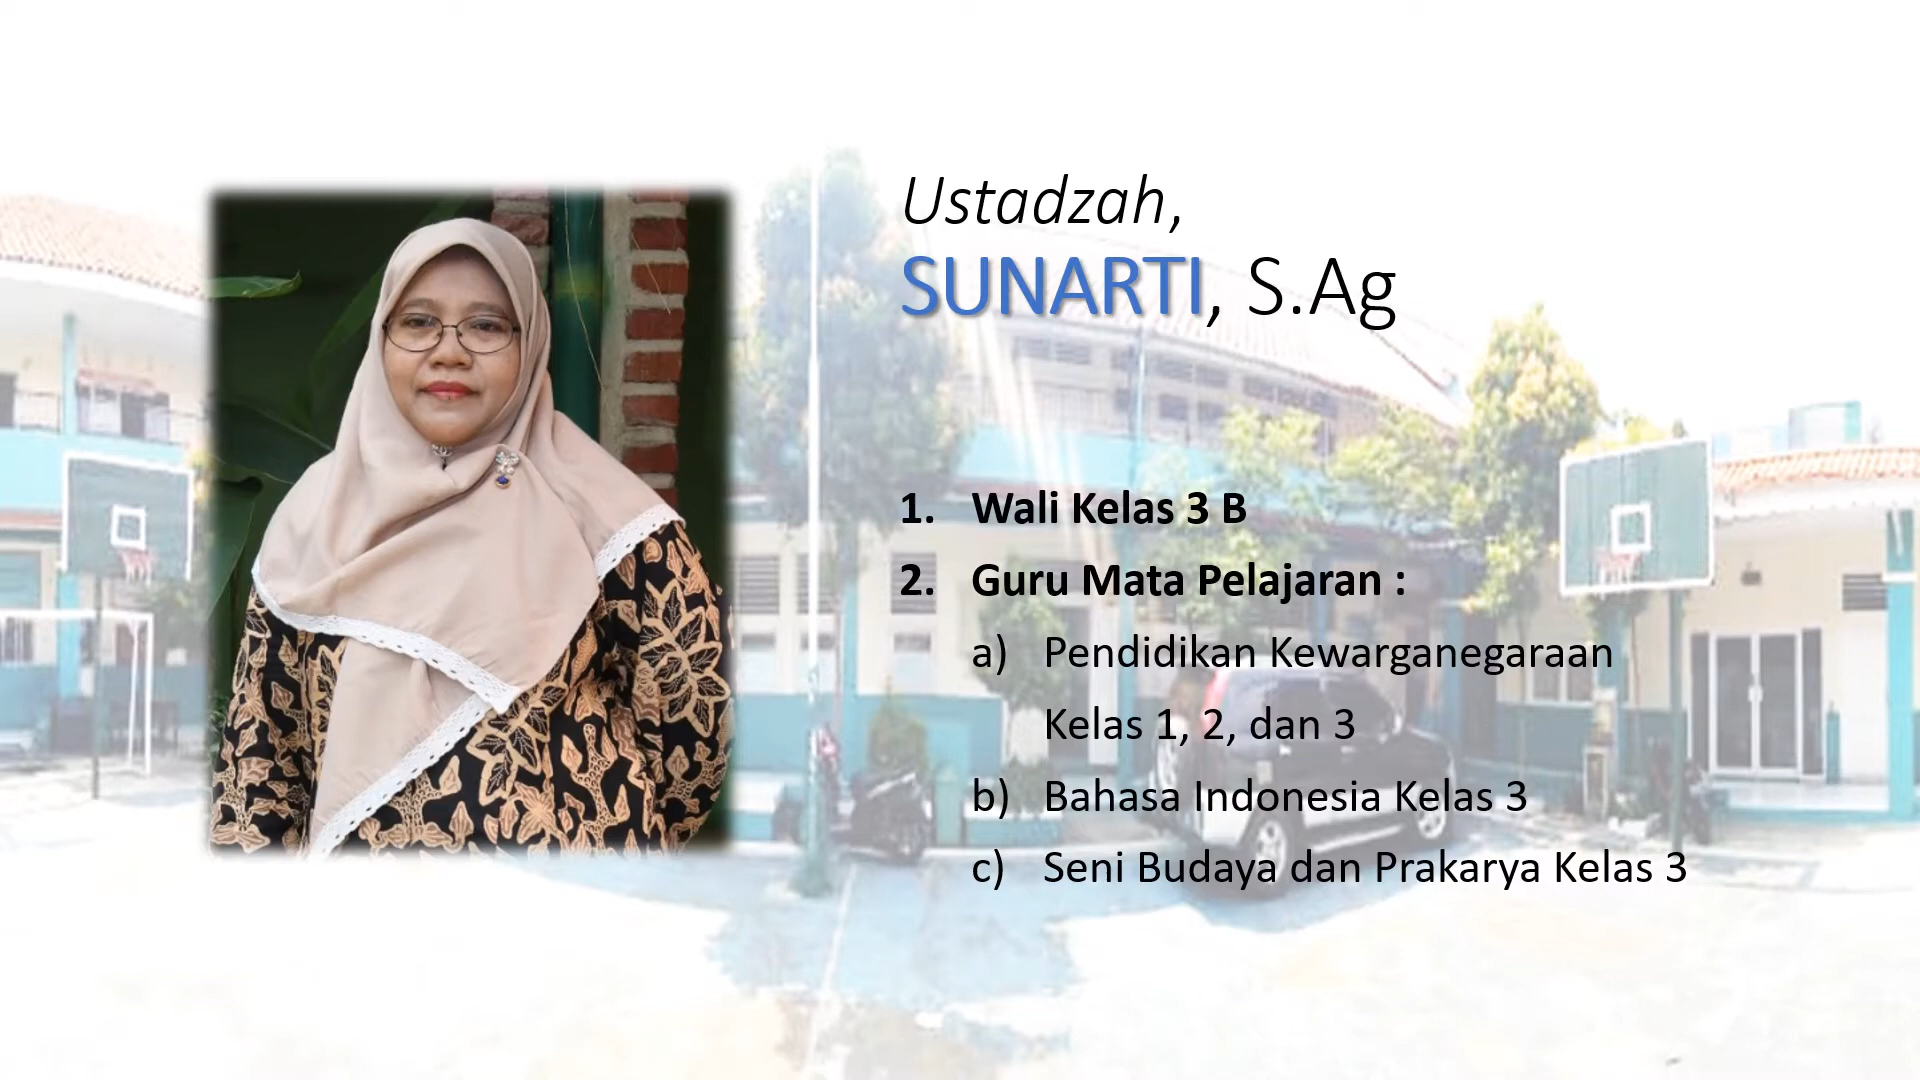 Ustadzah,
SUNARTI, S.Ag
1. Wali Kelas 3 B
2. Guru Mata Pelajaran :
a) Pendidikan Kewarganegaraan
Kelas 1, 2, dan 3
b) Bahasa Indonesia Kelas 3
c) Seni Budaya dan Prakarya Kelas 3